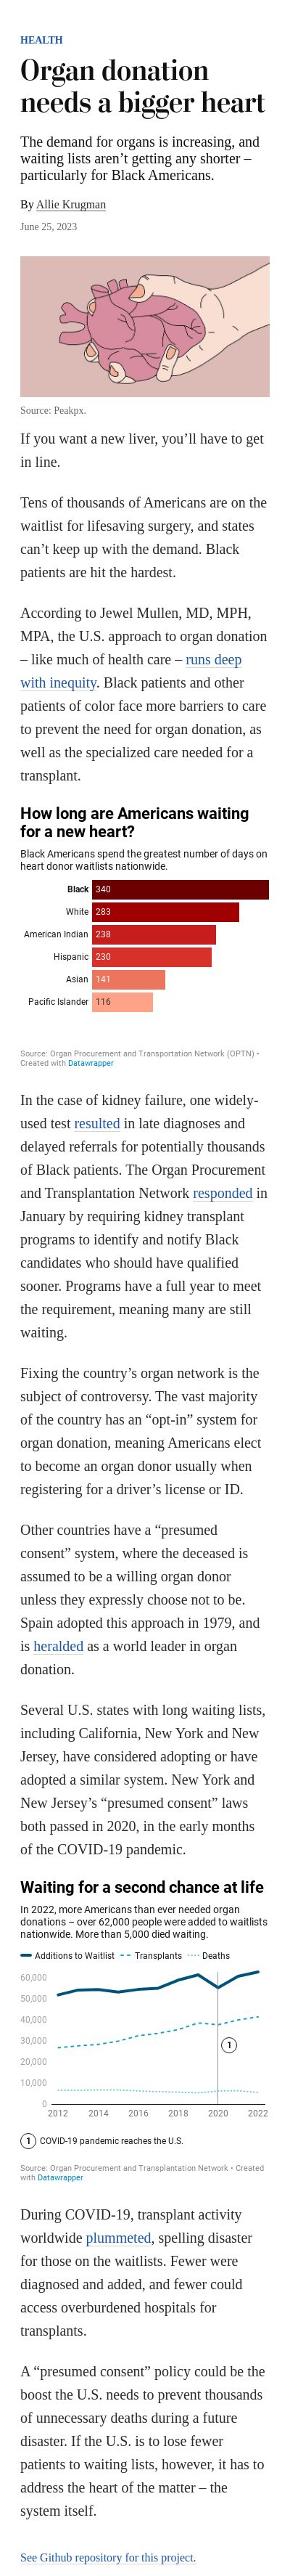 HEALTH
Organ donation
needs a bigger heart
The demand for organs is increasing, and
waiting lists aren’t getting any shorter –
particularly for Black Americans.
By Allie Krugman
June 25, 2023
Source: Peakpx.
If you want a new liver, you’ll have to get
in line.
Tens of thousands of Americans are on the
waitlist for lifesaving surgery, and states
can’t keep up with the demand. Black
patients are hit the hardest.
According to Jewel Mullen, MD, MPH,
MPA, the U.S. approach to organ donation
– like much of health care – runs deep
with inequity. Black patients and other
patients of color face more barriers to care
to prevent the need for organ donation, as
well as the specialized care needed for a
transplant.
How long are Americans waiting
for a new heart?
Black Americans spend the greatest number of days on
heart donor waitlists nationwide.
Black 340
White 283
American Indian 238
Hispanic 230
Asian 141
Pacific Islander 116
Source: Organ Procurement and Transportation Network (OPTN) •
Created with Datawrapper
In the case of kidney failure, one widely-
used test resulted in late diagnoses and
delayed referrals for potentially thousands
of Black patients. The Organ Procurement
and Transplantation Network responded in
January by requiring kidney transplant
programs to identify and notify Black
candidates who should have qualified
sooner. Programs have a full year to meet
the requirement, meaning many are still
waiting.
Fixing the country’s organ network is the
subject of controversy. The vast majority
of the country has an “opt-in” system for
organ donation, meaning Americans elect
to become an organ donor usually when
registering for a driver’s license or ID.
Other countries have a “presumed
consent” system, where the deceased is
assumed to be a willing organ donor
unless they expressly choose not to be.
Spain adopted this approach in 1979, and
is heralded as a world leader in organ
donation.
Several U.S. states with long waiting lists,
including California, New York and New
Jersey, have considered adopting or have
adopted a similar system. New York and
New Jersey’s “presumed consent” laws
both passed in 2020, in the early months
of the COVID-19 pandemic.
Waiting for a second chance at life
In 2022, more Americans than ever needed organ
donations – over 62,000 people were added to waitlists
nationwide. More than 5,000 died waiting.
Additions to Waitlist Transplants Deaths
60,000
50,000
40,000
30,000
20,000
10,000
0
1
2012 2014 2016 2018 2020 2022
1 COVID-19 pandemic reaches the U.S.
Source: Organ Procurement and Transplantation Network • Created
with Datawrapper
During COVID-19, transplant activity
worldwide plummeted, spelling disaster
for those on the waitlists. Fewer were
diagnosed and added, and fewer could
access overburdened hospitals for
transplants.
A “presumed consent” policy could be the
boost the U.S. needs to prevent thousands
of unnecessary deaths during a future
disaster. If the U.S. is to lose fewer
patients to waiting lists, however, it has to
address the heart of the matter – the
system itself.
See Github repository for this project.